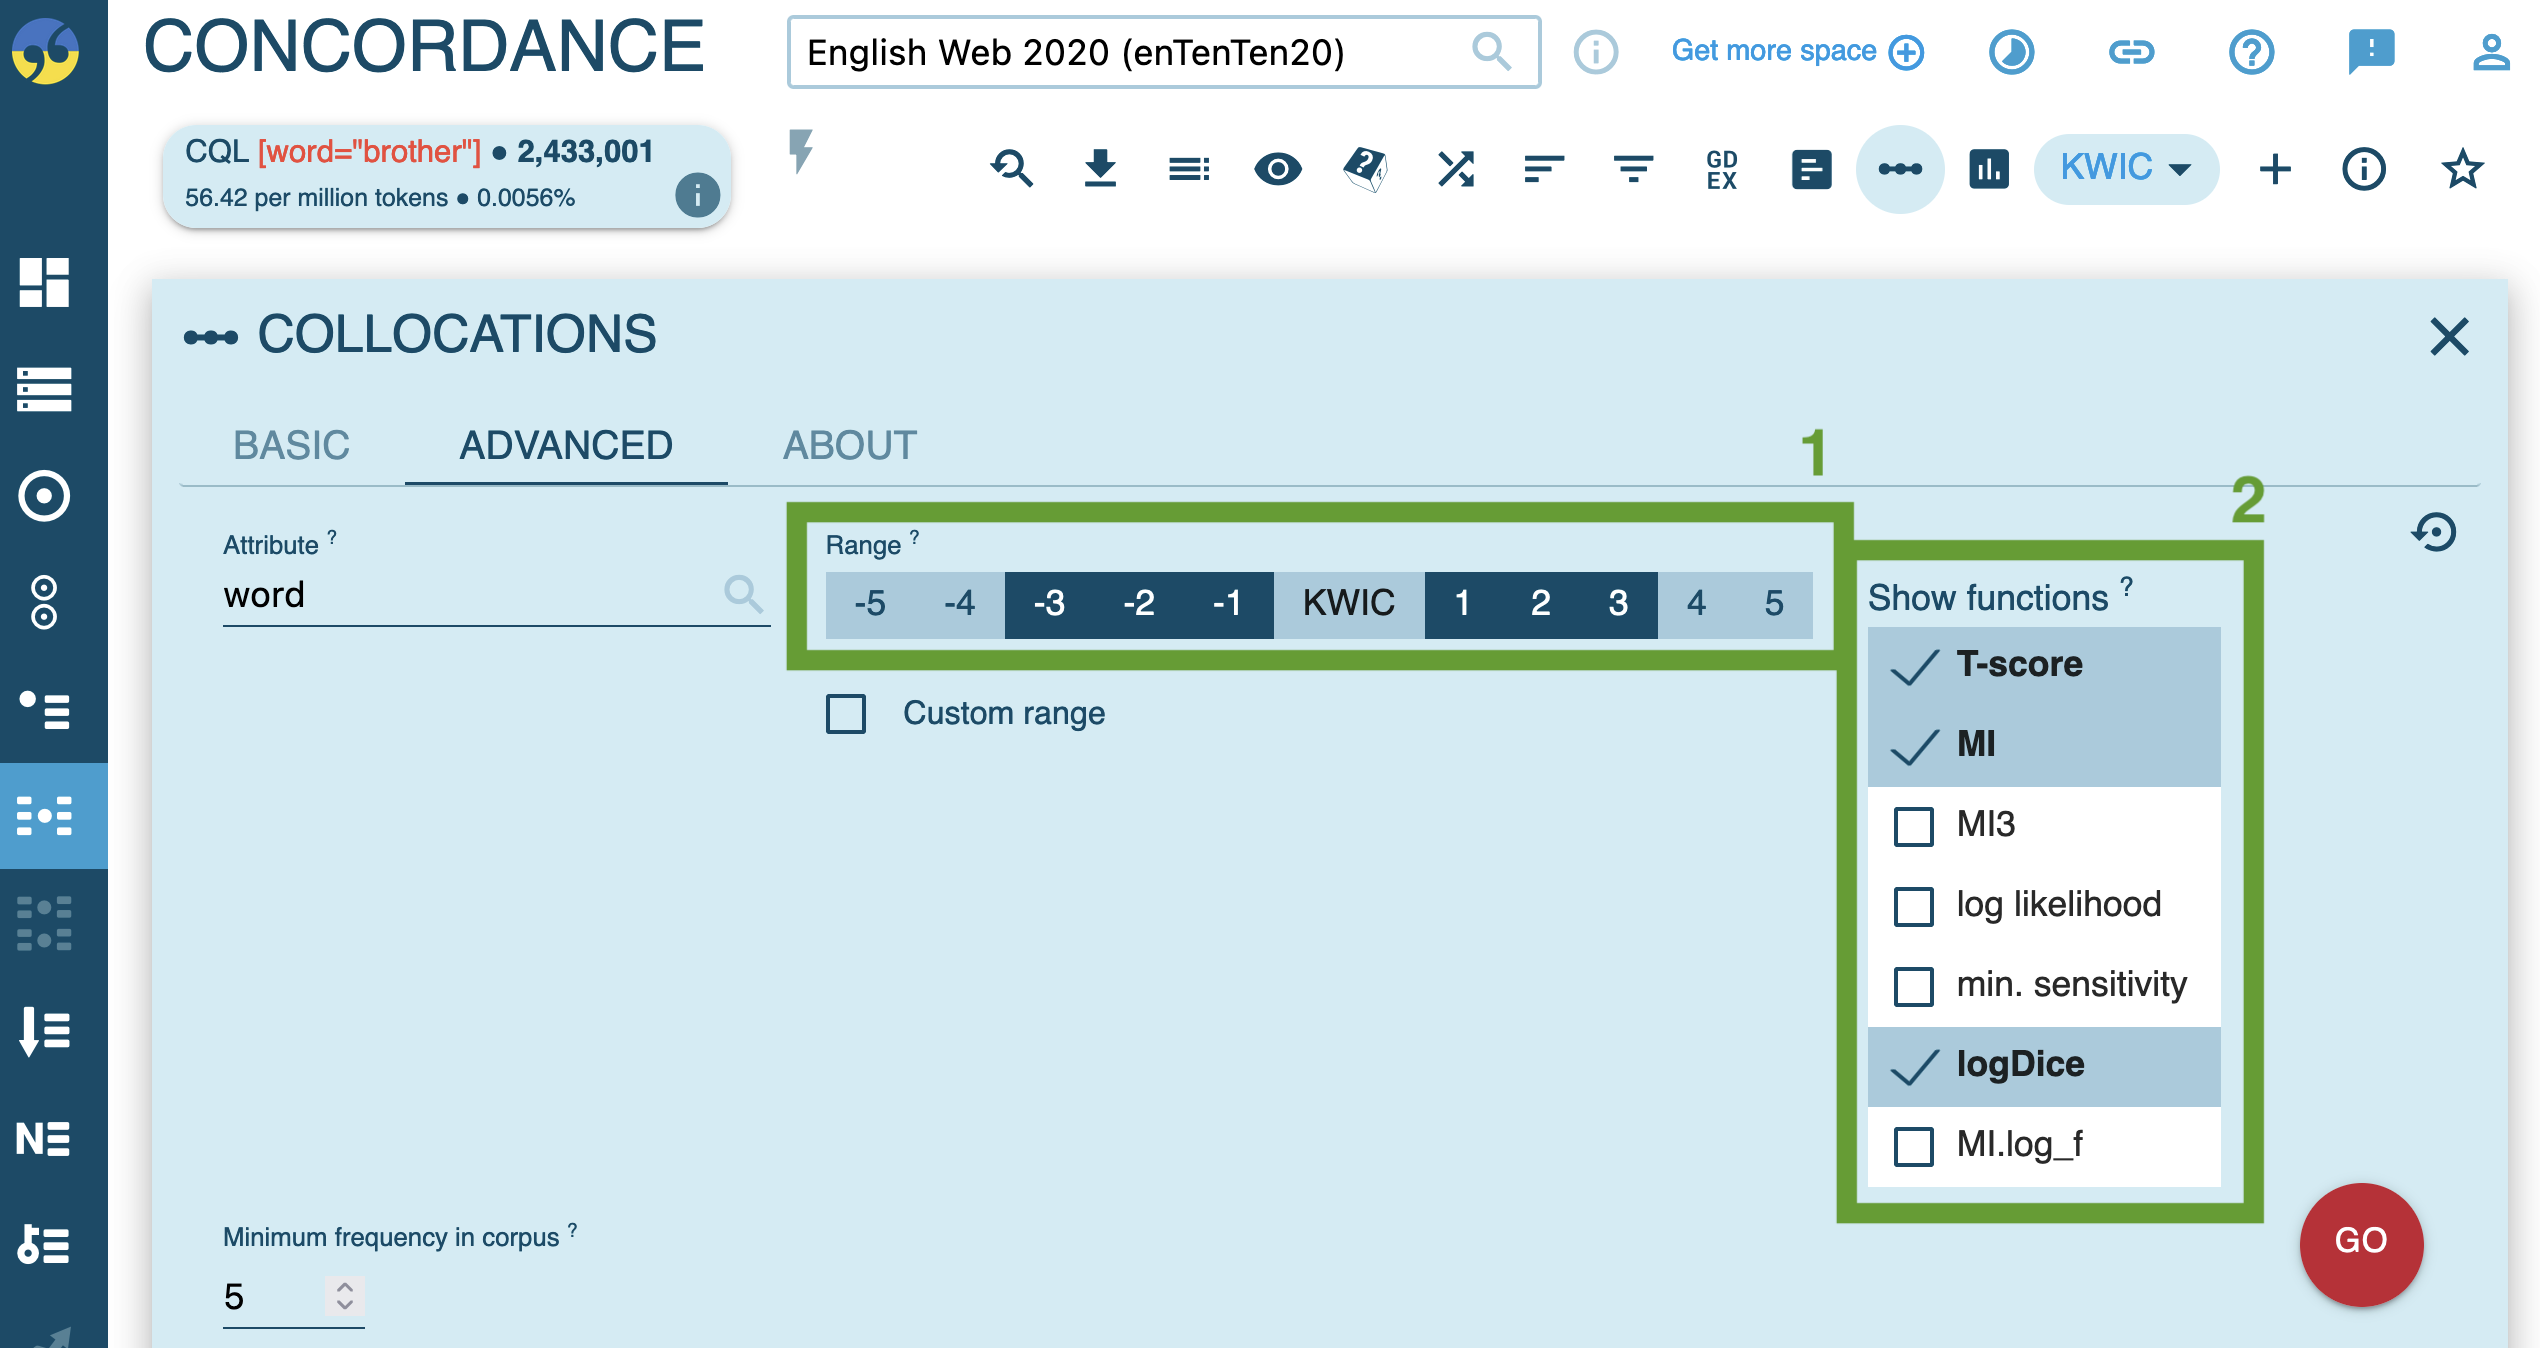 CONCORDANCE
English Web 2020 (enTenTen20)
Get more space
CQL [word="brother"] ● 2,433,001
56.42 per million tokens ● 0.0056%
GD
EX
KWIC
COLLOCATIONS
BASIC ADVANCED ABOUT
1
2
Attribute ?
word
Range ?
-5 -4 -3 -2 -1 KWIC 1 2 3 4 5
Custom range
Show functions ?
T-score
MI
MI3
log likelihood
min. sensitivity
logDice
MI.log_f
Minimum frequency in corpus ?
5
GO